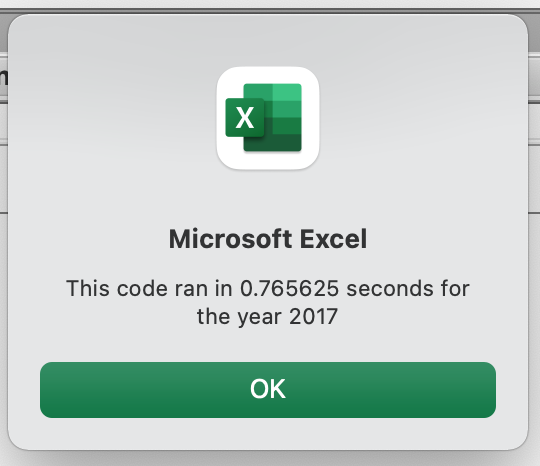 X
Microsoft Excel
This code ran in 0.765625 seconds for
the year 2017
OK